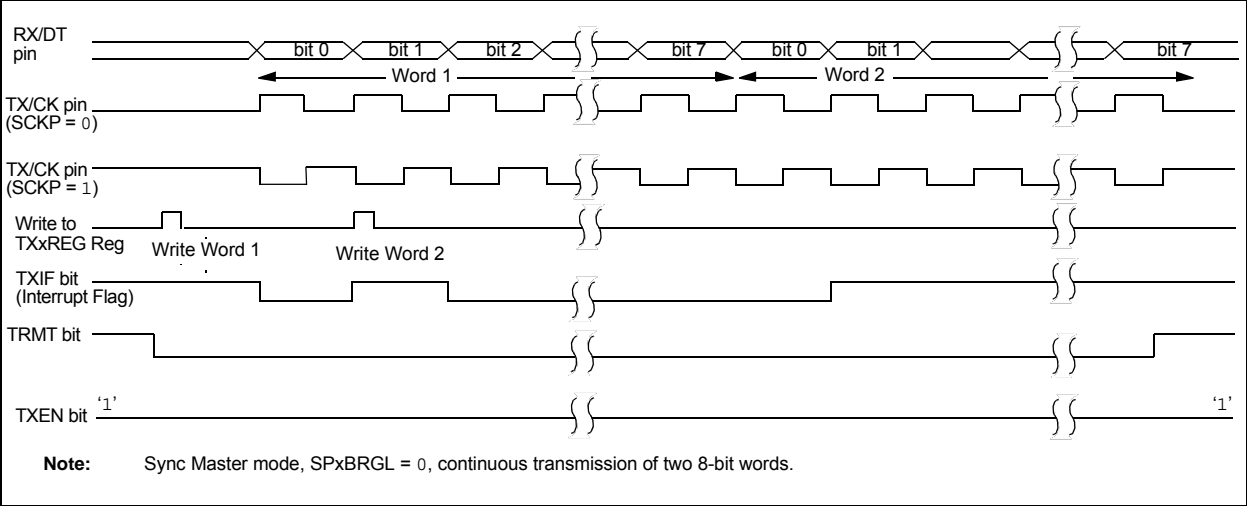 RX/DT
pin
bit 0 bit 1 bit 2 bit 7 bit 0 bit 1 bit 7
Word 1 Word 2
TX/CK pin
(SCKP = 0)
TX/CK pin
(SCKP = 1)
Write to
TXxREG Reg
Write Word 1 Write Word 2
TXIF bit
(Interrupt Flag)
TRMT bit
TXEN bit ‘1’ ‘1’
Note: Sync Master mode, SPxBRGL = 0, continuous transmission of two 8-bit words.